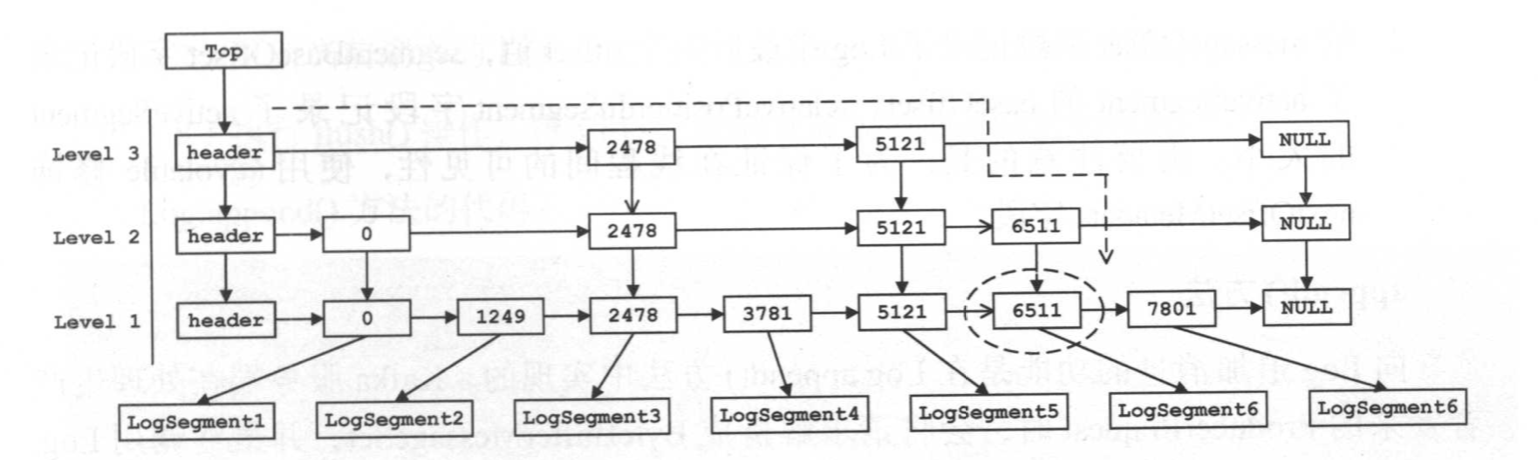 Top
Level 3 header 2478 5121 NULL
Level 2 header 0 2478 5121 6511 NULL
Level 1 header 0 1249 2478 3781 5121 6511 7801 NULL
LogSegment1 LogSegment2 LogSegment3 LogSegment4 LogSegment5 LogSegment6 LogSegment6